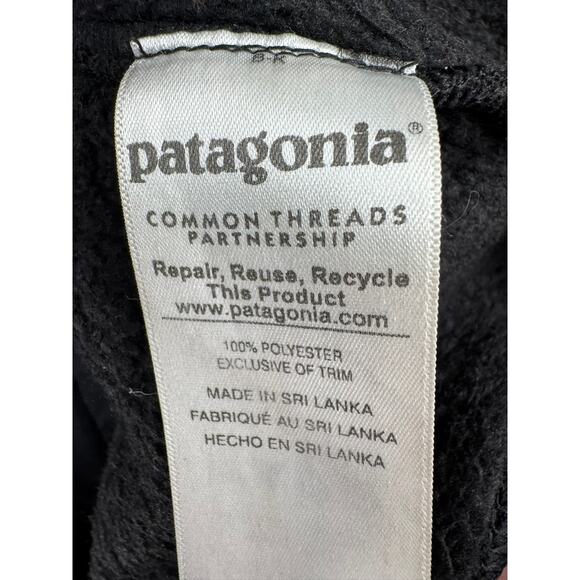 patagonia®
COMMON THREADS
PARTNERSHIP
Repair, Reuse, Recycle
This Product
www.patagonia.com
100% POLYESTER
EXCLUSIVE OF TRIM
MADE IN SRI LANKA
FABRIQUÉ AU SRI LANKA
HECHO EN SRI LANKA